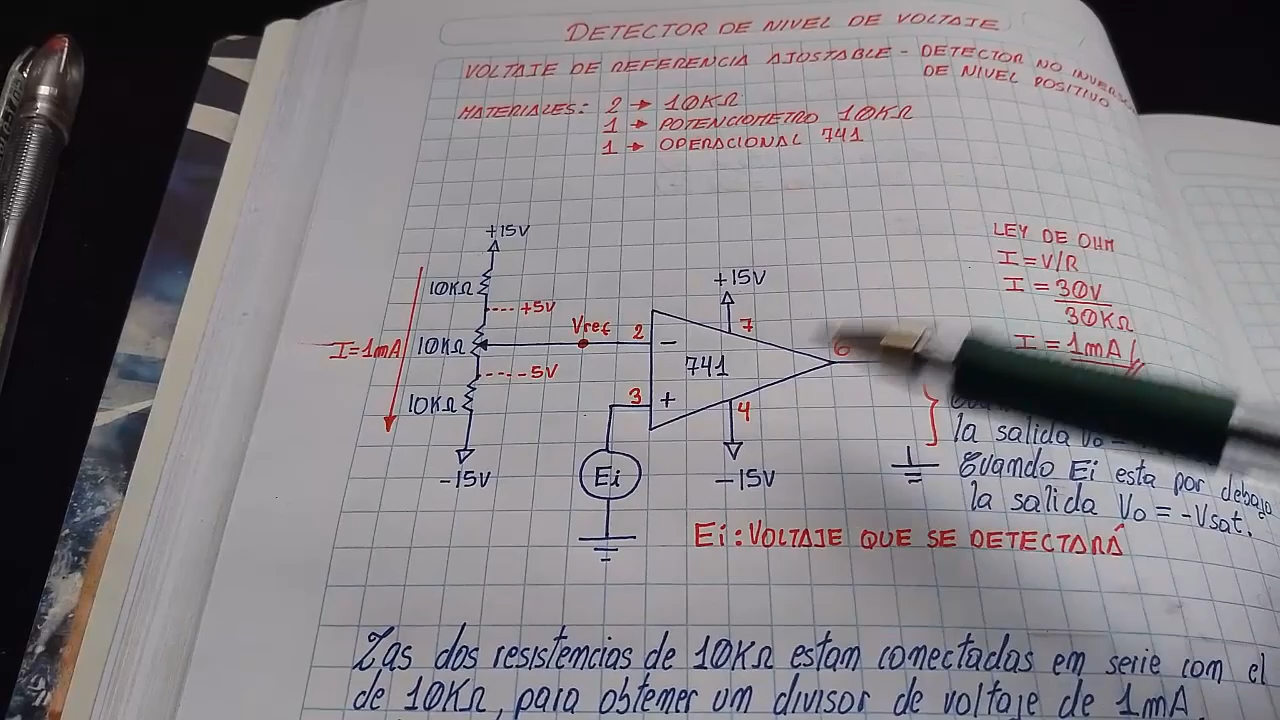 DETECTOR DE NIVEL DE VOLTAJE
VOLTAJE DE REFERENCIA AJUSTABLE - DETECTOR NO
DE NIVEL POSITIVO
MATERIALES: 2 → 10KΩ
1 → POTENCIOMETRO 10KΩ
1 → OPERACIONAL 741
+15V
10KΩ
+5V
I=1mA
10KΩ
-5V
10KΩ
-15V
Vref
2
-
3
+
741
+15V
7
6
4
-15V
Ei
LEY DE OHM
I=V/R
I=30V
30KΩ
I=1mA
la salida Vo =
Cuando Ei esta por debajo
la salida Vo = -Vsat.
Ei: VOLTAJE QUE SE DETECTARÁ
Las dos resistencias de 10KΩ estam comectadas em serie com el
de 10KΩ, para obtemer um divisor de voltaje de 1mA